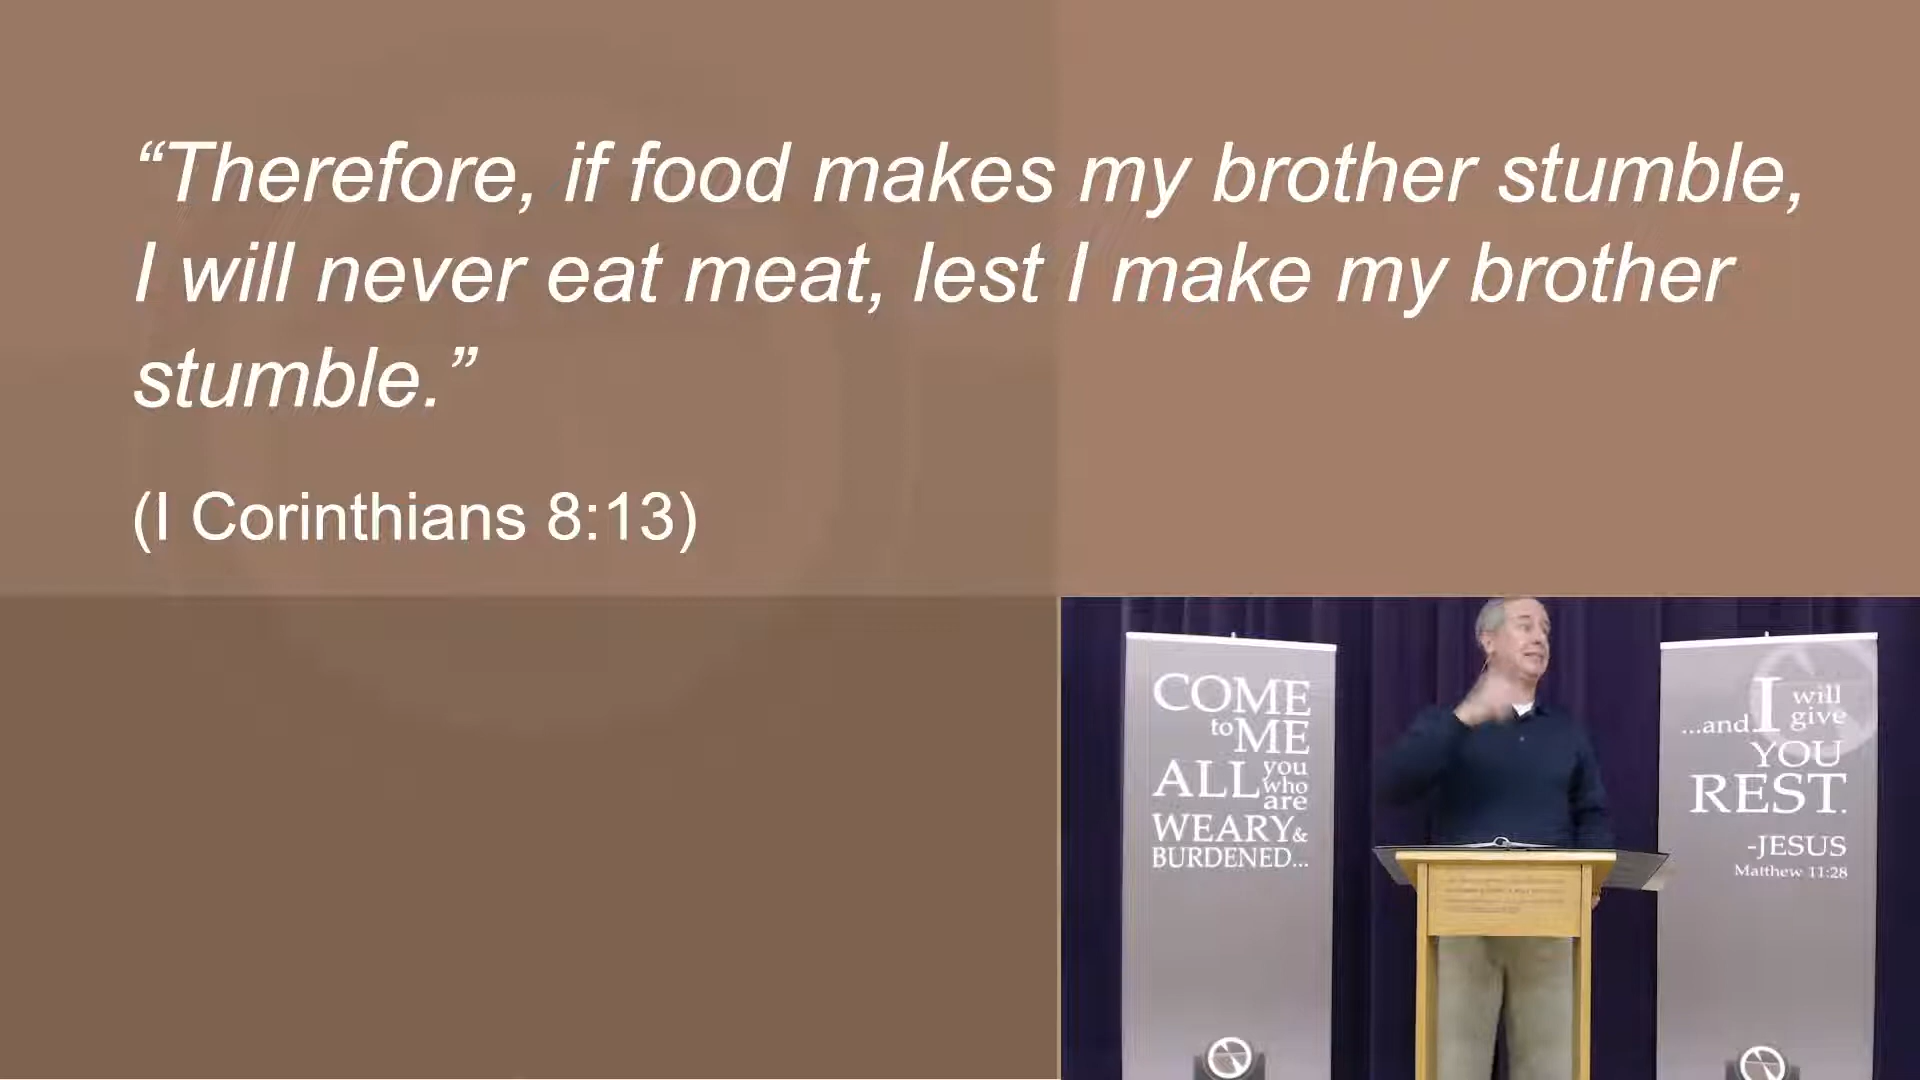 “Therefore, if food makes my brother stumble,
I will never eat meat, lest I make my brother
stumble.”
(I Corinthians 8:13)
COME
to ME
ALL you who are
WEARY &
BURDENED...
...and I will give
YOU
REST.
-JESUS
Matthew 11:28